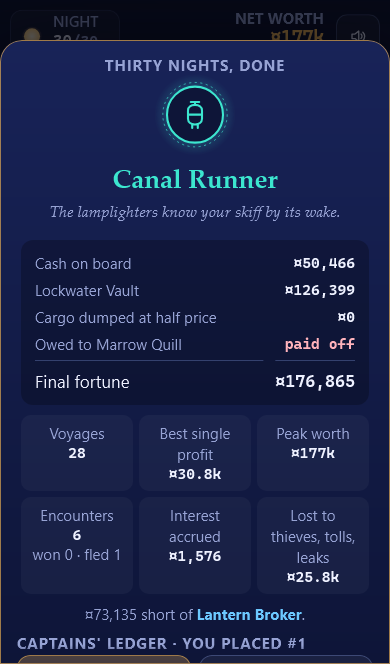 NIGHT
30/30
NET WORTH
¤177k
THIRTY NIGHTS, DONE
Canal Runner
The lamplighters know your skiff by its wake.
Cash on board ¤50,466
Lockwater Vault ¤126,399
Cargo dumped at half price ¤0
Owed to Marrow Quill paid off
Final fortune ¤176,865
Voyages
28
Best single
profit
¤30.8k
Peak worth
¤177k
Encounters
6
won 0 · fled 1
Interest
accrued
¤1,576
Lost to
thieves, tolls,
leaks
¤25.8k
¤73,135 short of Lantern Broker.
CAPTAINS' LEDGER · YOU PLACED #1